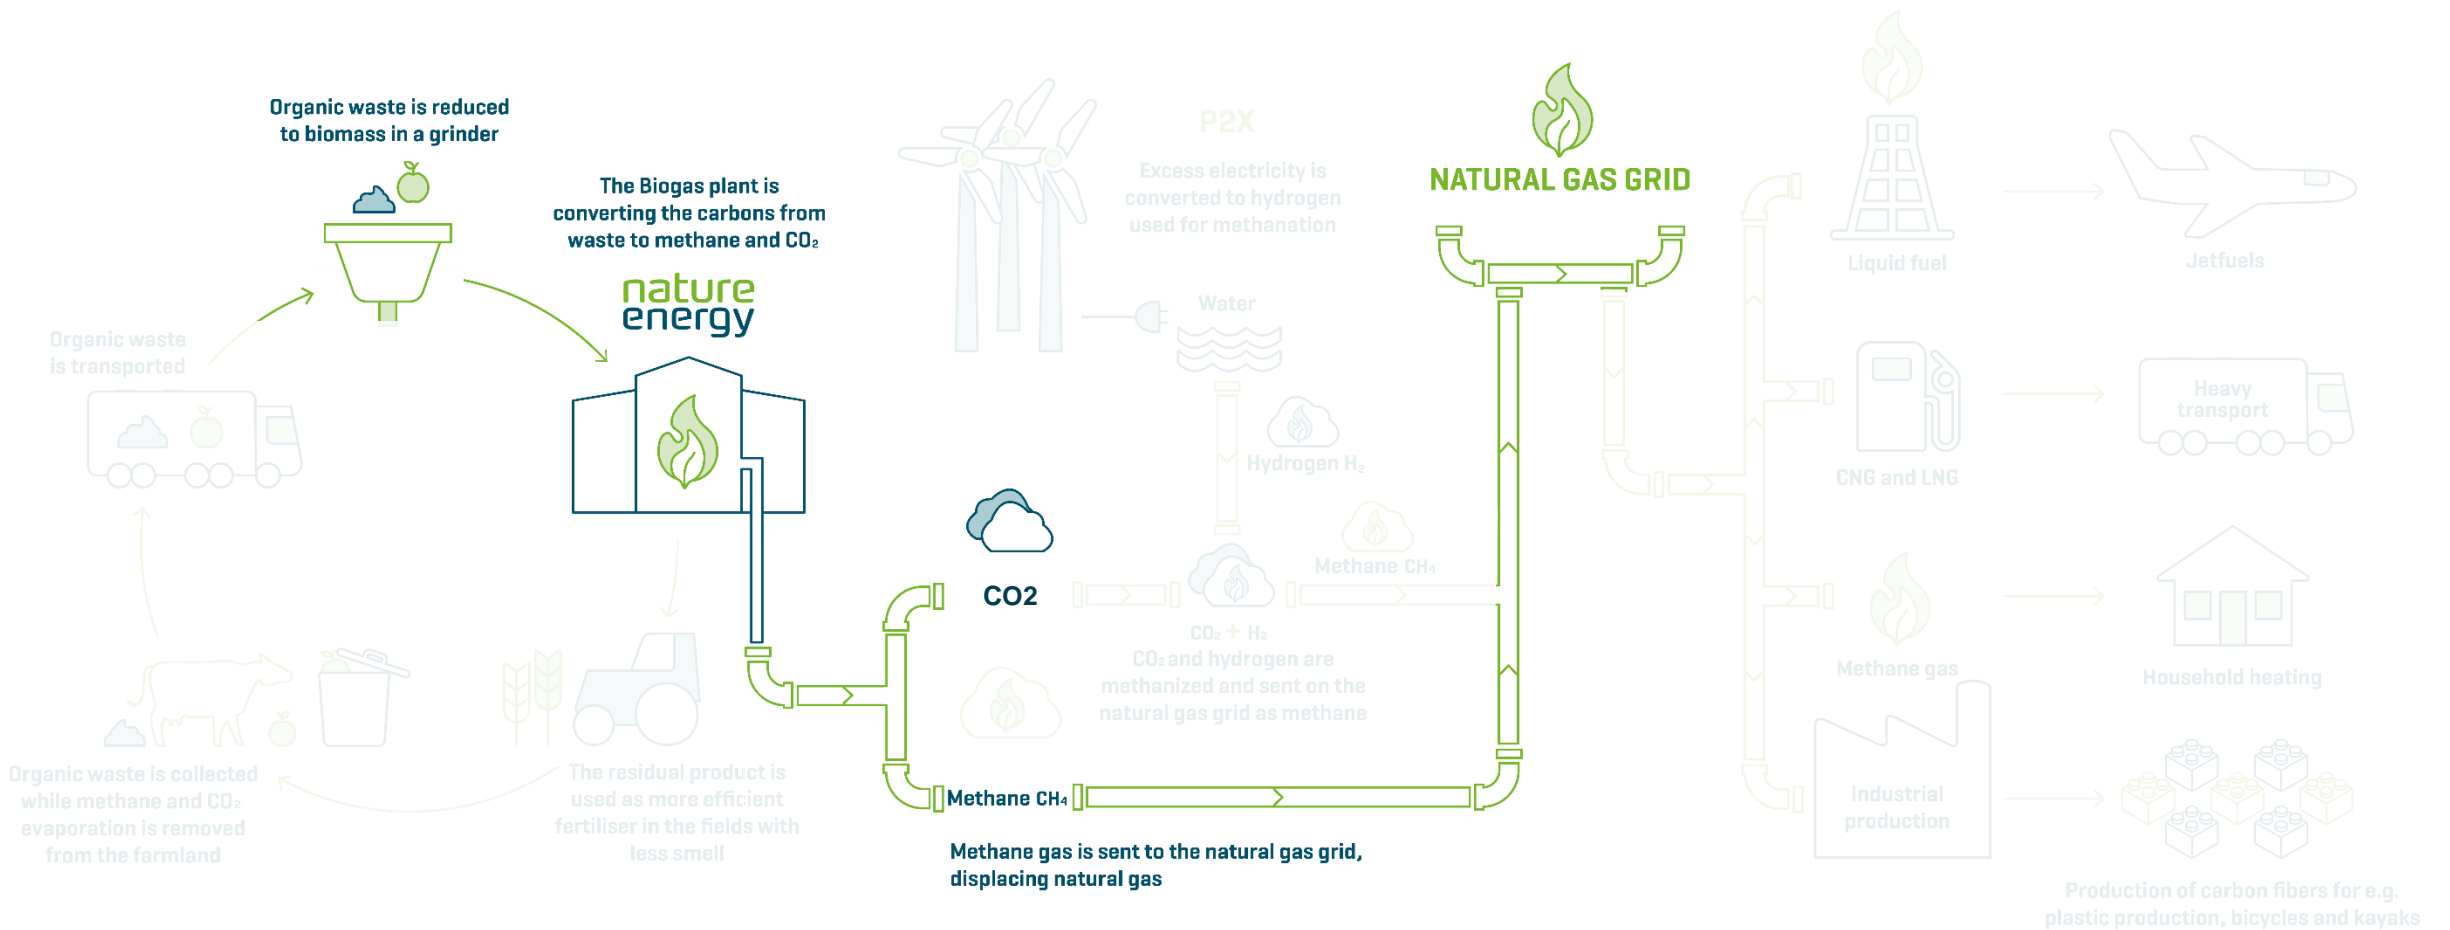 Organic waste is reduced
to biomass in a grinder
The Biogas plant is
converting the carbons from
waste to methane and CO₂
nature
energy
Organic waste
is transported
Organic waste is collected
while methane and CO₂
evaporation is removed
from the farmland
The residual product is
used as more efficient
fertiliser in the fields with
less smell
P2X
Excess electricity is
converted to hydrogen
used for methanation
Water
Hydrogen H₂
CO2
Methane CH₄
CO₂ + H₂
CO₂ and hydrogen are
methanized and sent on the
natural gas grid as methane
Methane CH₄
Methane gas is sent to the natural gas grid,
displacing natural gas
NATURAL GAS GRID
Liquid fuel
Jetfuels
CNG and LNG
Heavy
transport
Methane gas
Household heating
Industrial
production
Production of carbon fibers for e.g.
plastic production, bicycles and kayaks